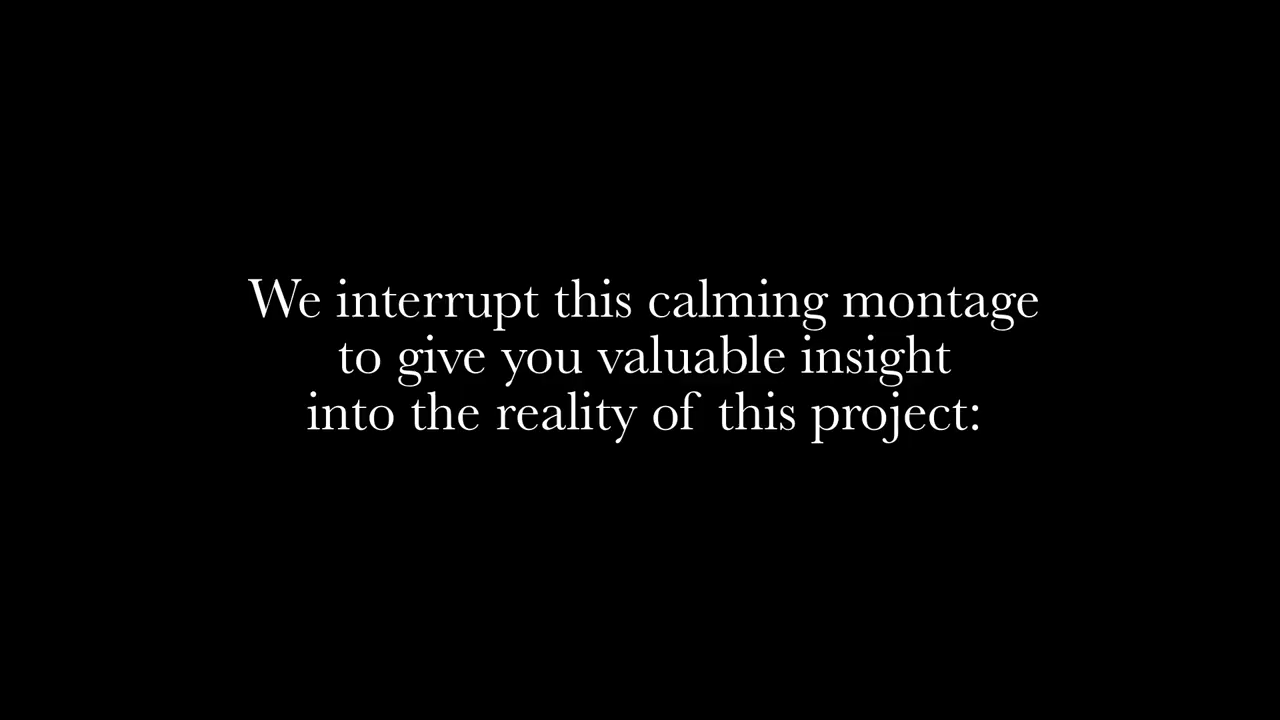 We interrupt this calming montage
to give you valuable insight
into the reality of this project: